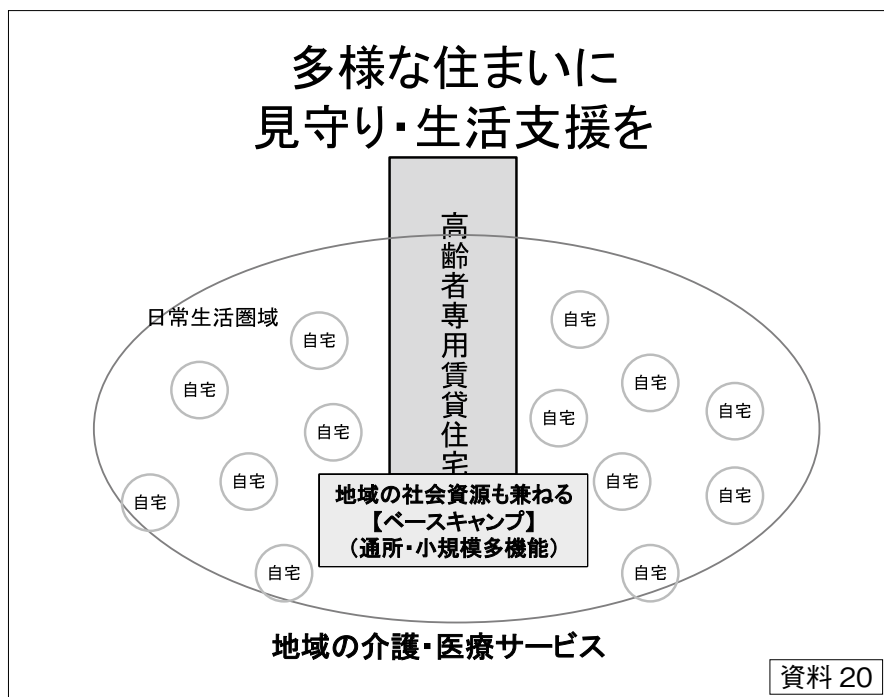 多様な住まいに
見守り・生活支援を
高齢者専用賃貸住宅
日常生活圏域
自宅
自宅
自宅
自宅
自宅
自宅
自宅
自宅
自宅
自宅
自宅
自宅
自宅
地域の社会資源も兼ねる
【ベースキャンプ】
（通所・小規模多機能）
地域の介護・医療サービス
資料 20